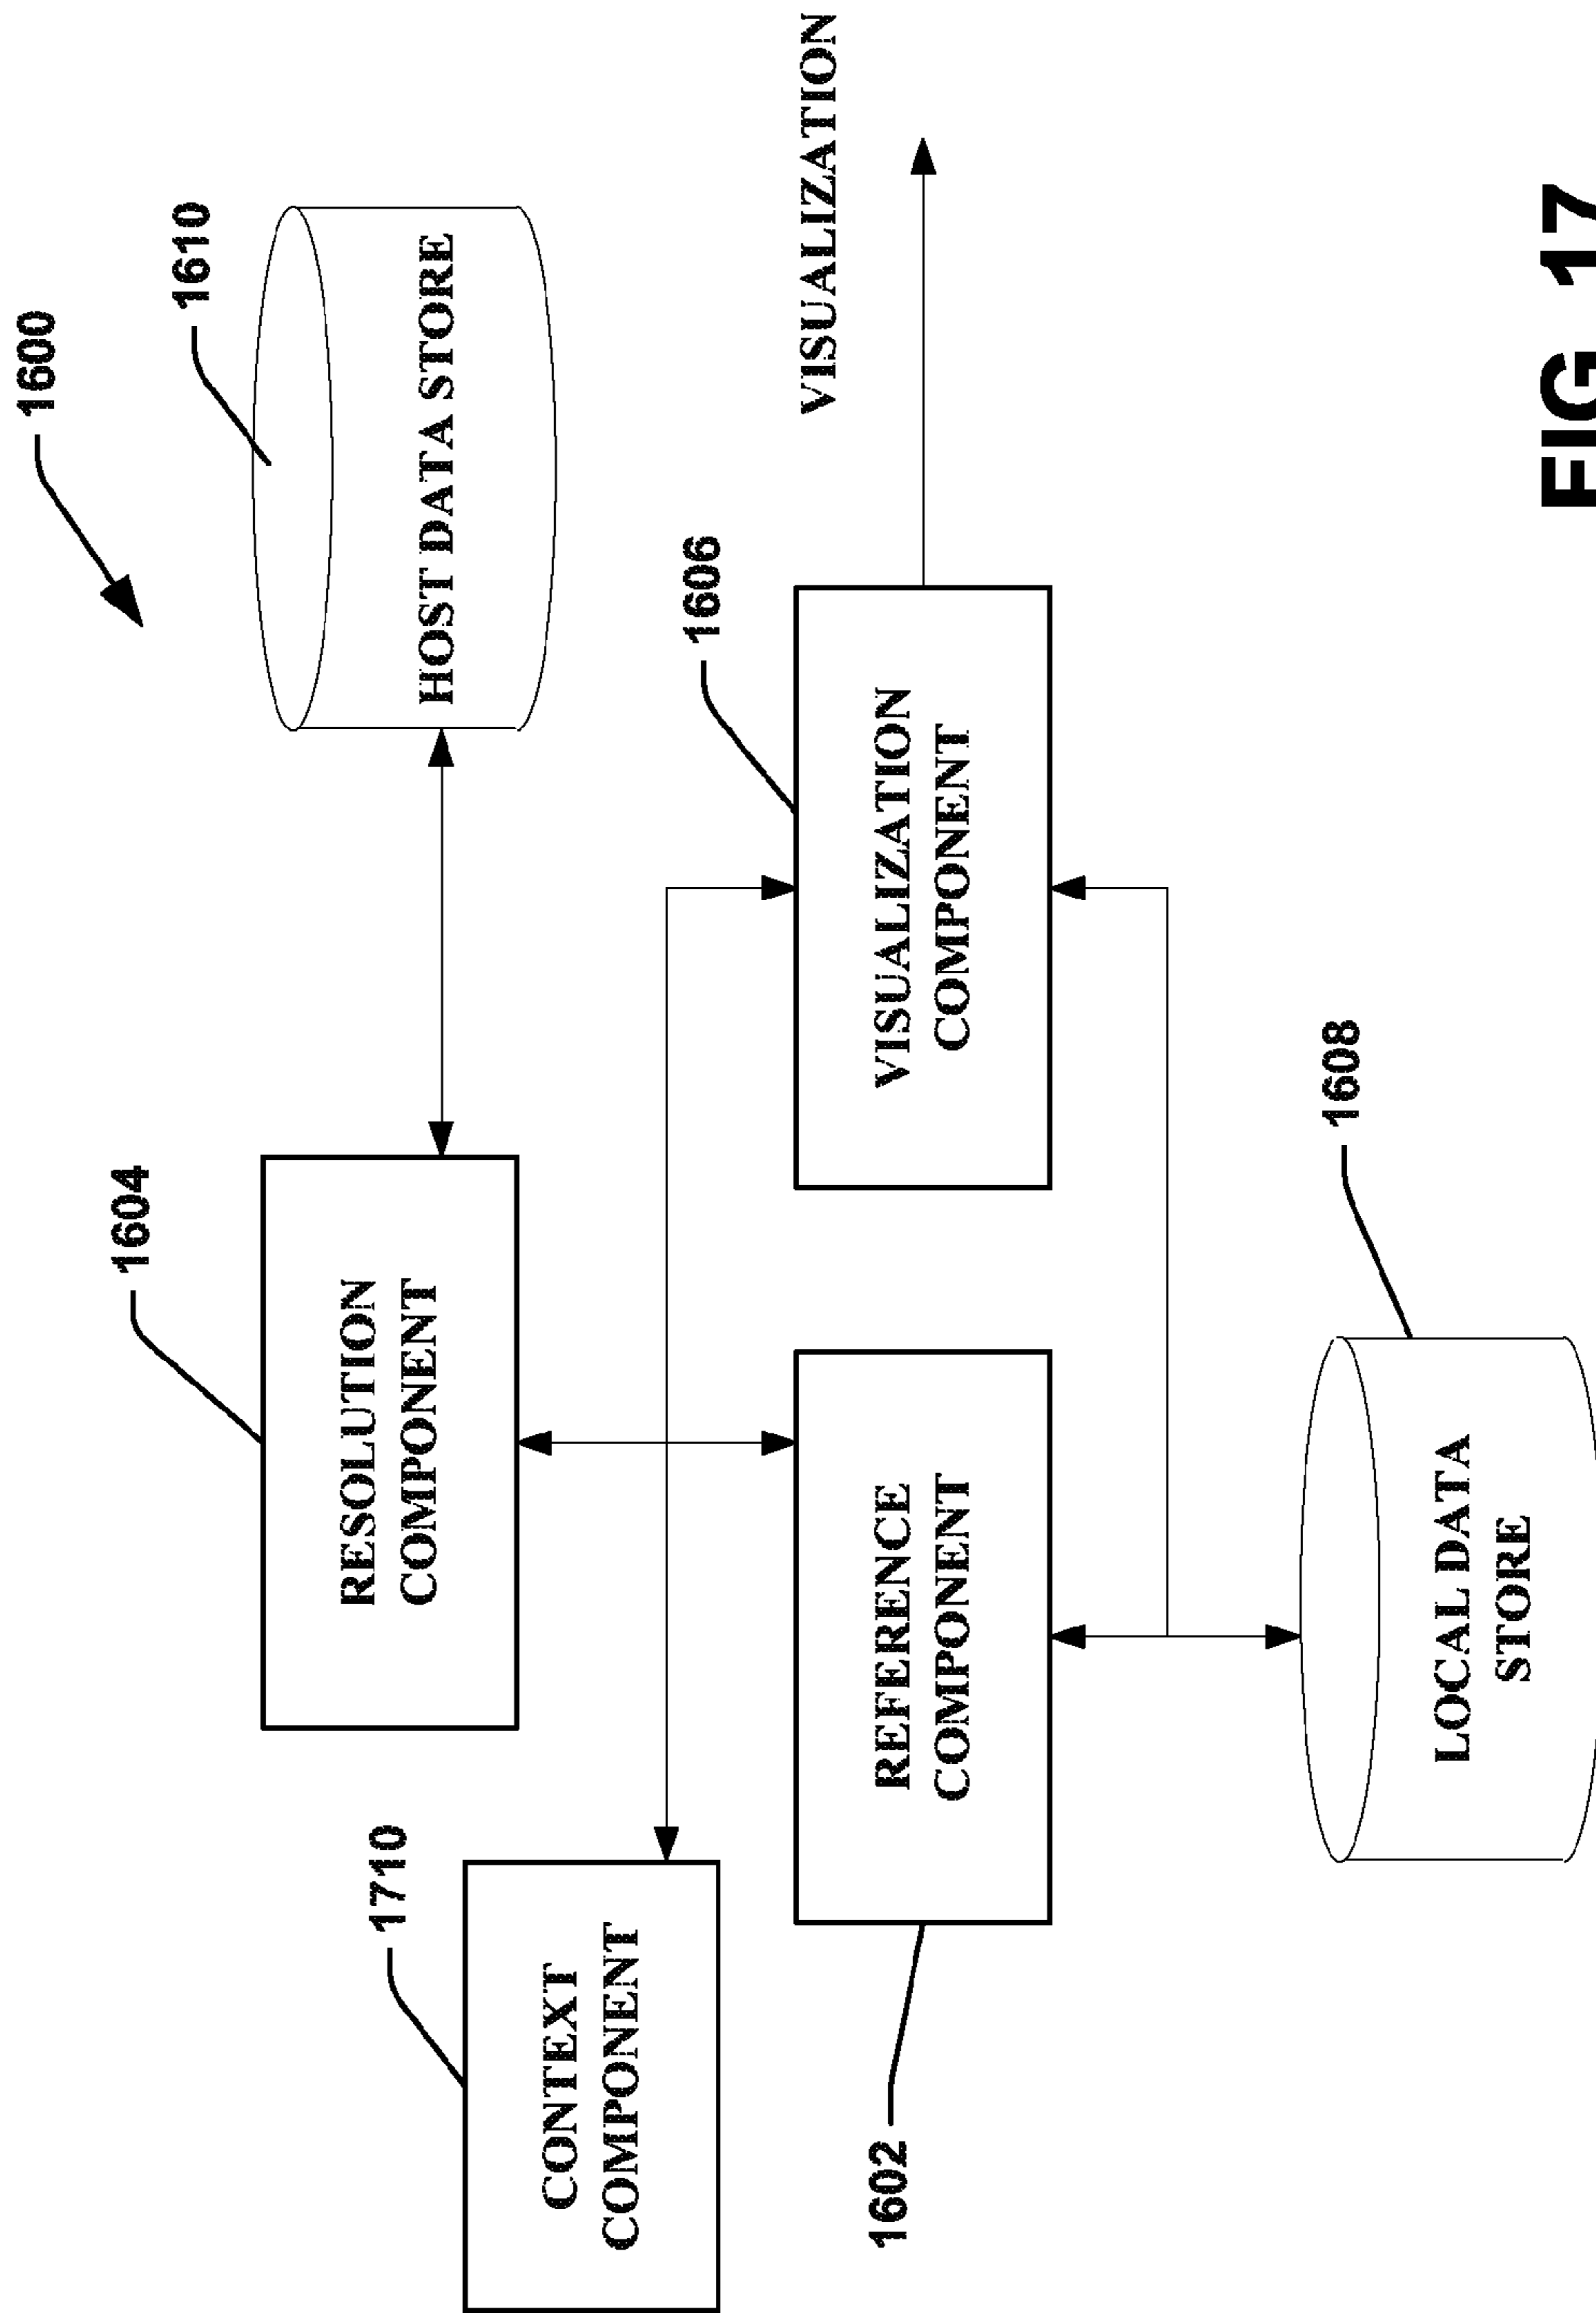 1600
1610
HOST DATA STORE
1604
RESOLUTION
COMPONENT
1710
CONTEXT
COMPONENT
1606
VISUALIZATION
COMPONENT
VISUALIZATION
REFERENCE
COMPONENT
1602
1608
LOCAL DATA
STORE
FIG. 17